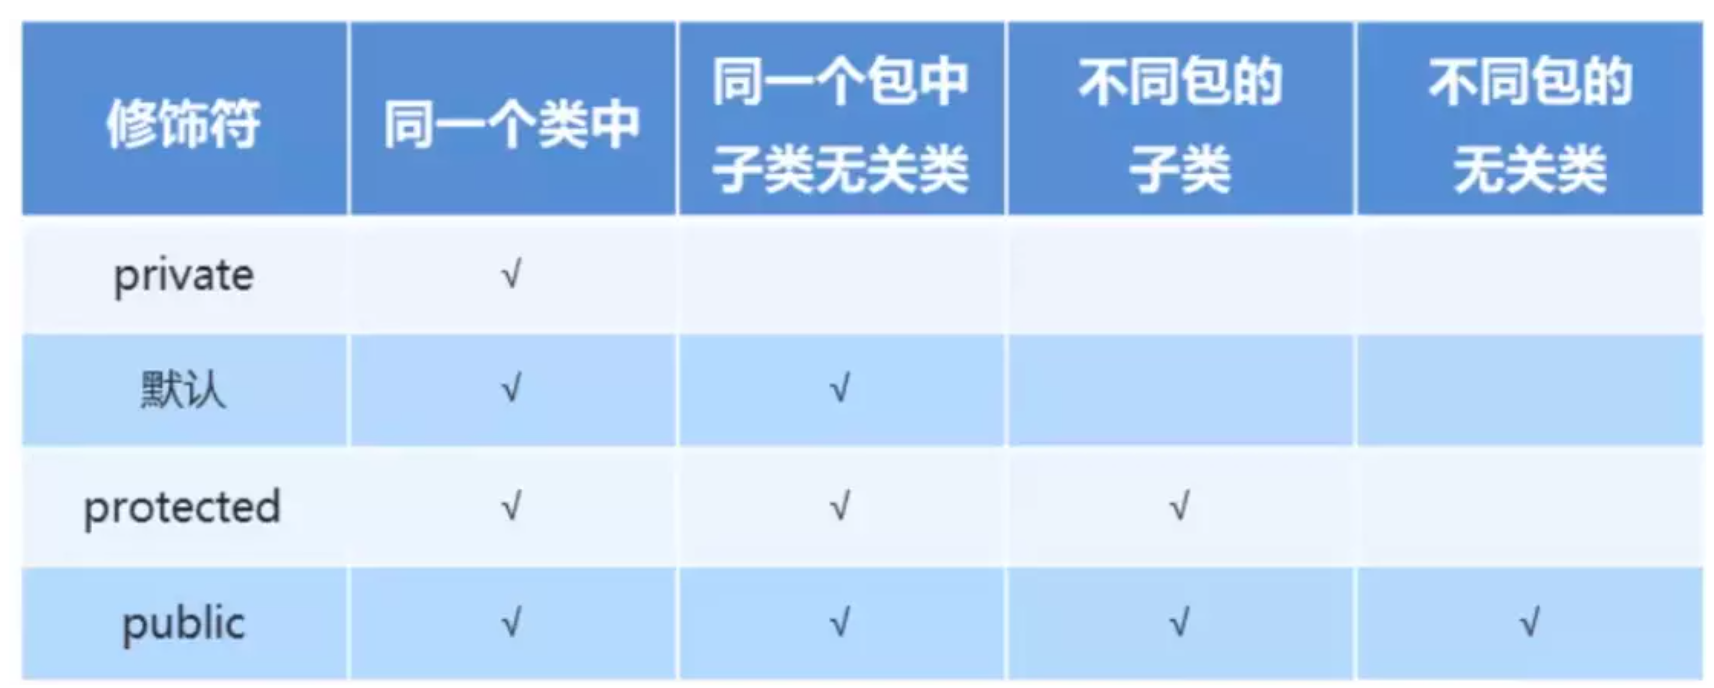 修饰符 同一个类中 同一个包中 不同包的 不同包的
子类无关类 子类 无关类
private √
默认 √ √
protected √ √ √
public √ √ √ √